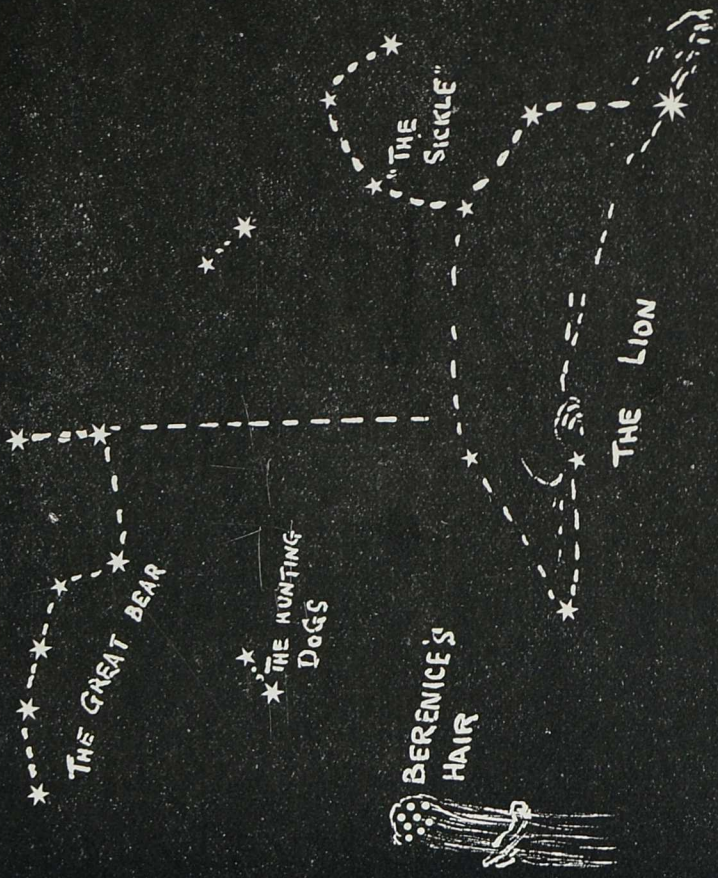 "THE
SICKLE"
THE LION
THE GREAT BEAR
THE HUNTING
DOGS
BERENICE'S
HAIR